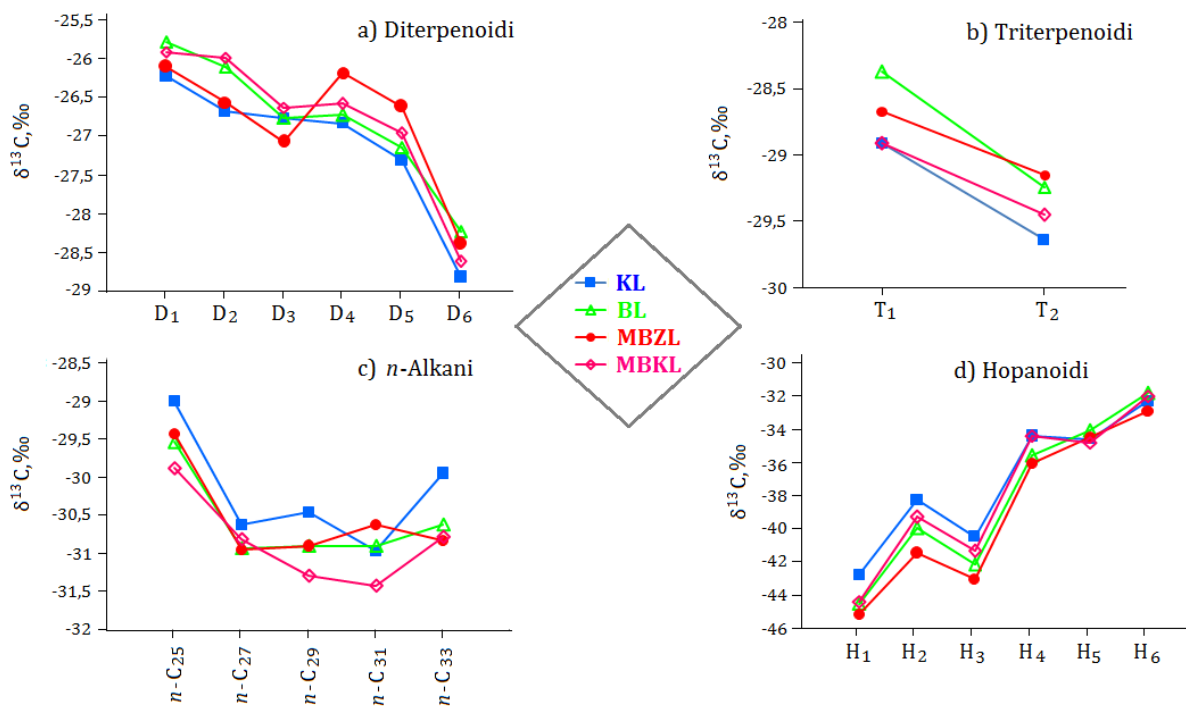 a) Diterpenoidi
δ¹³C,‰
-25,5
-26
-26,5
-27
-27,5
-28
-28,5
-29
D₁ D₂ D₃ D₄ D₅ D₆
b) Triterpenoidi
δ¹³C,‰
-28
-28,5
-29
-29,5
-30
T₁ T₂
KL
BL
MBZL
MBKL
c) n-Alkani
δ¹³C,‰
-28,5
-29
-29,5
-30
-30,5
-31
-31,5
-32
n-C₂₅ n-C₂₇ n-C₂₉ n-C₃₁ n-C₃₃
d) Hopanoidi
δ¹³C,‰
-30
-32
-34
-36
-38
-40
-42
-44
-46
H₁ H₂ H₃ H₄ H₅ H₆